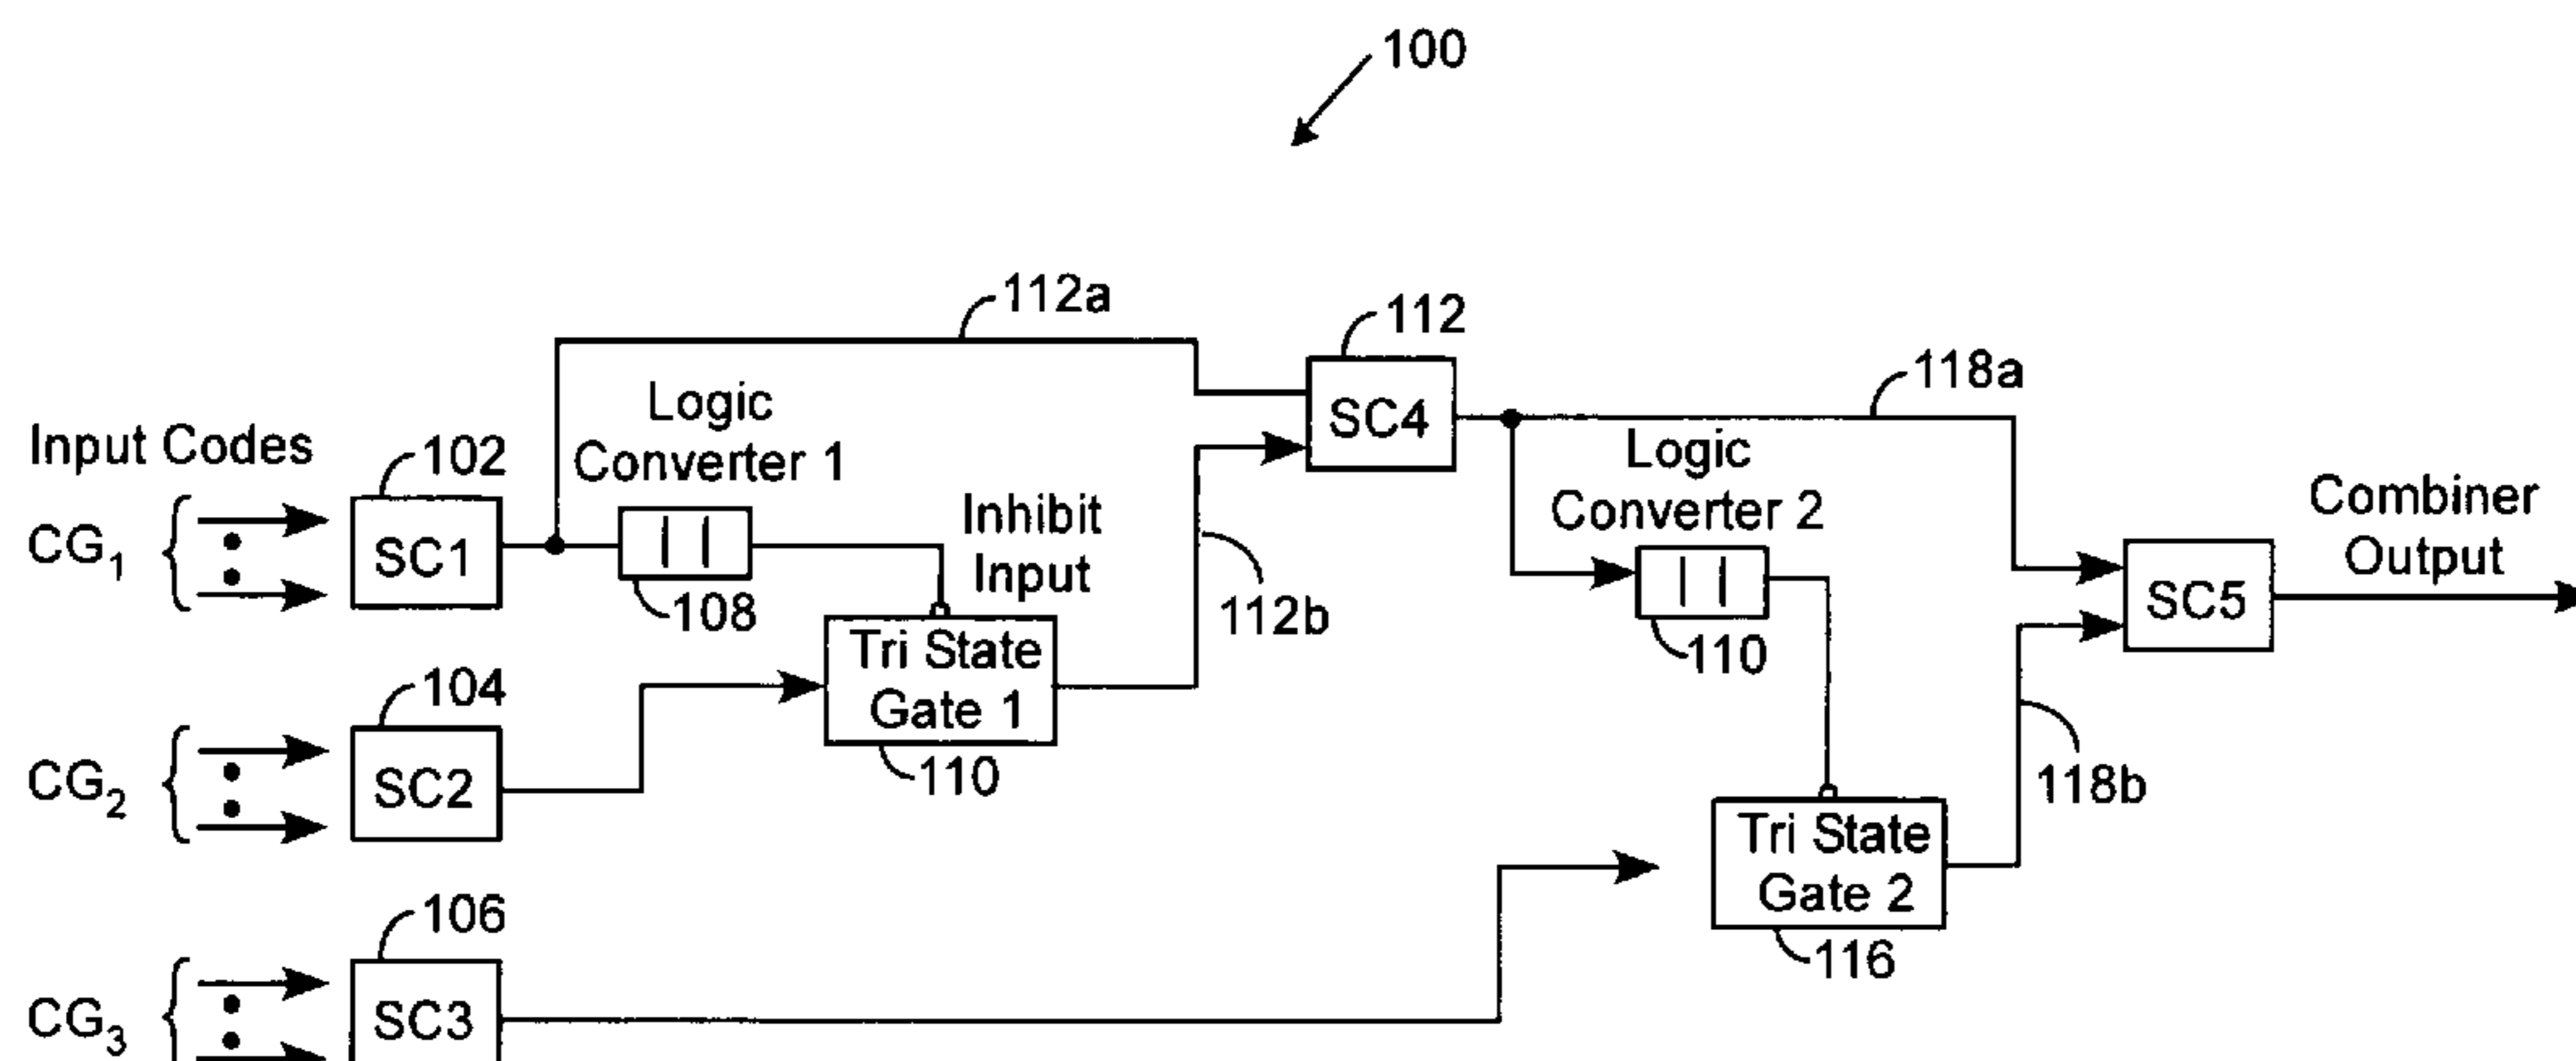 100
112a
112
118a
Logic
Converter 1
Input Codes
102
Inhibit
Input
Logic
Converter 2
Combiner
Output
CG1
SC1
108
SC4
112b
110
SC5
104
Tri State
Gate 1
110
CG2
SC2
118b
Tri State
Gate 2
116
106
CG3
SC3